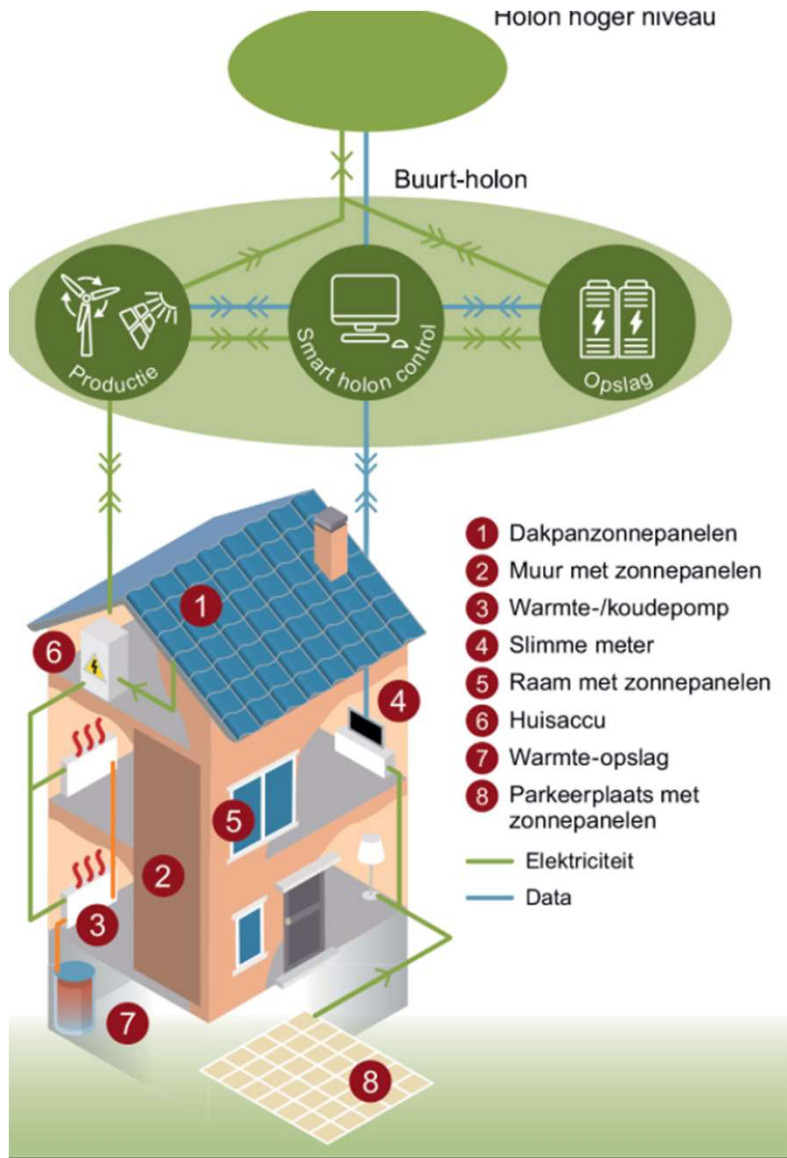 Holon hoger niveau
Buurt-holon
Productie
Smart holon control
Opslag
1 Dakpanzonnepanelen
2 Muur met zonnepanelen
3 Warmte-/koudepomp
4 Slimme meter
5 Raam met zonnepanelen
6 Huisaccu
7 Warmte-opslag
8 Parkeerplaats met
zonnepanelen
Elektriciteit
Data
1
6
4
5
2
3
7
8